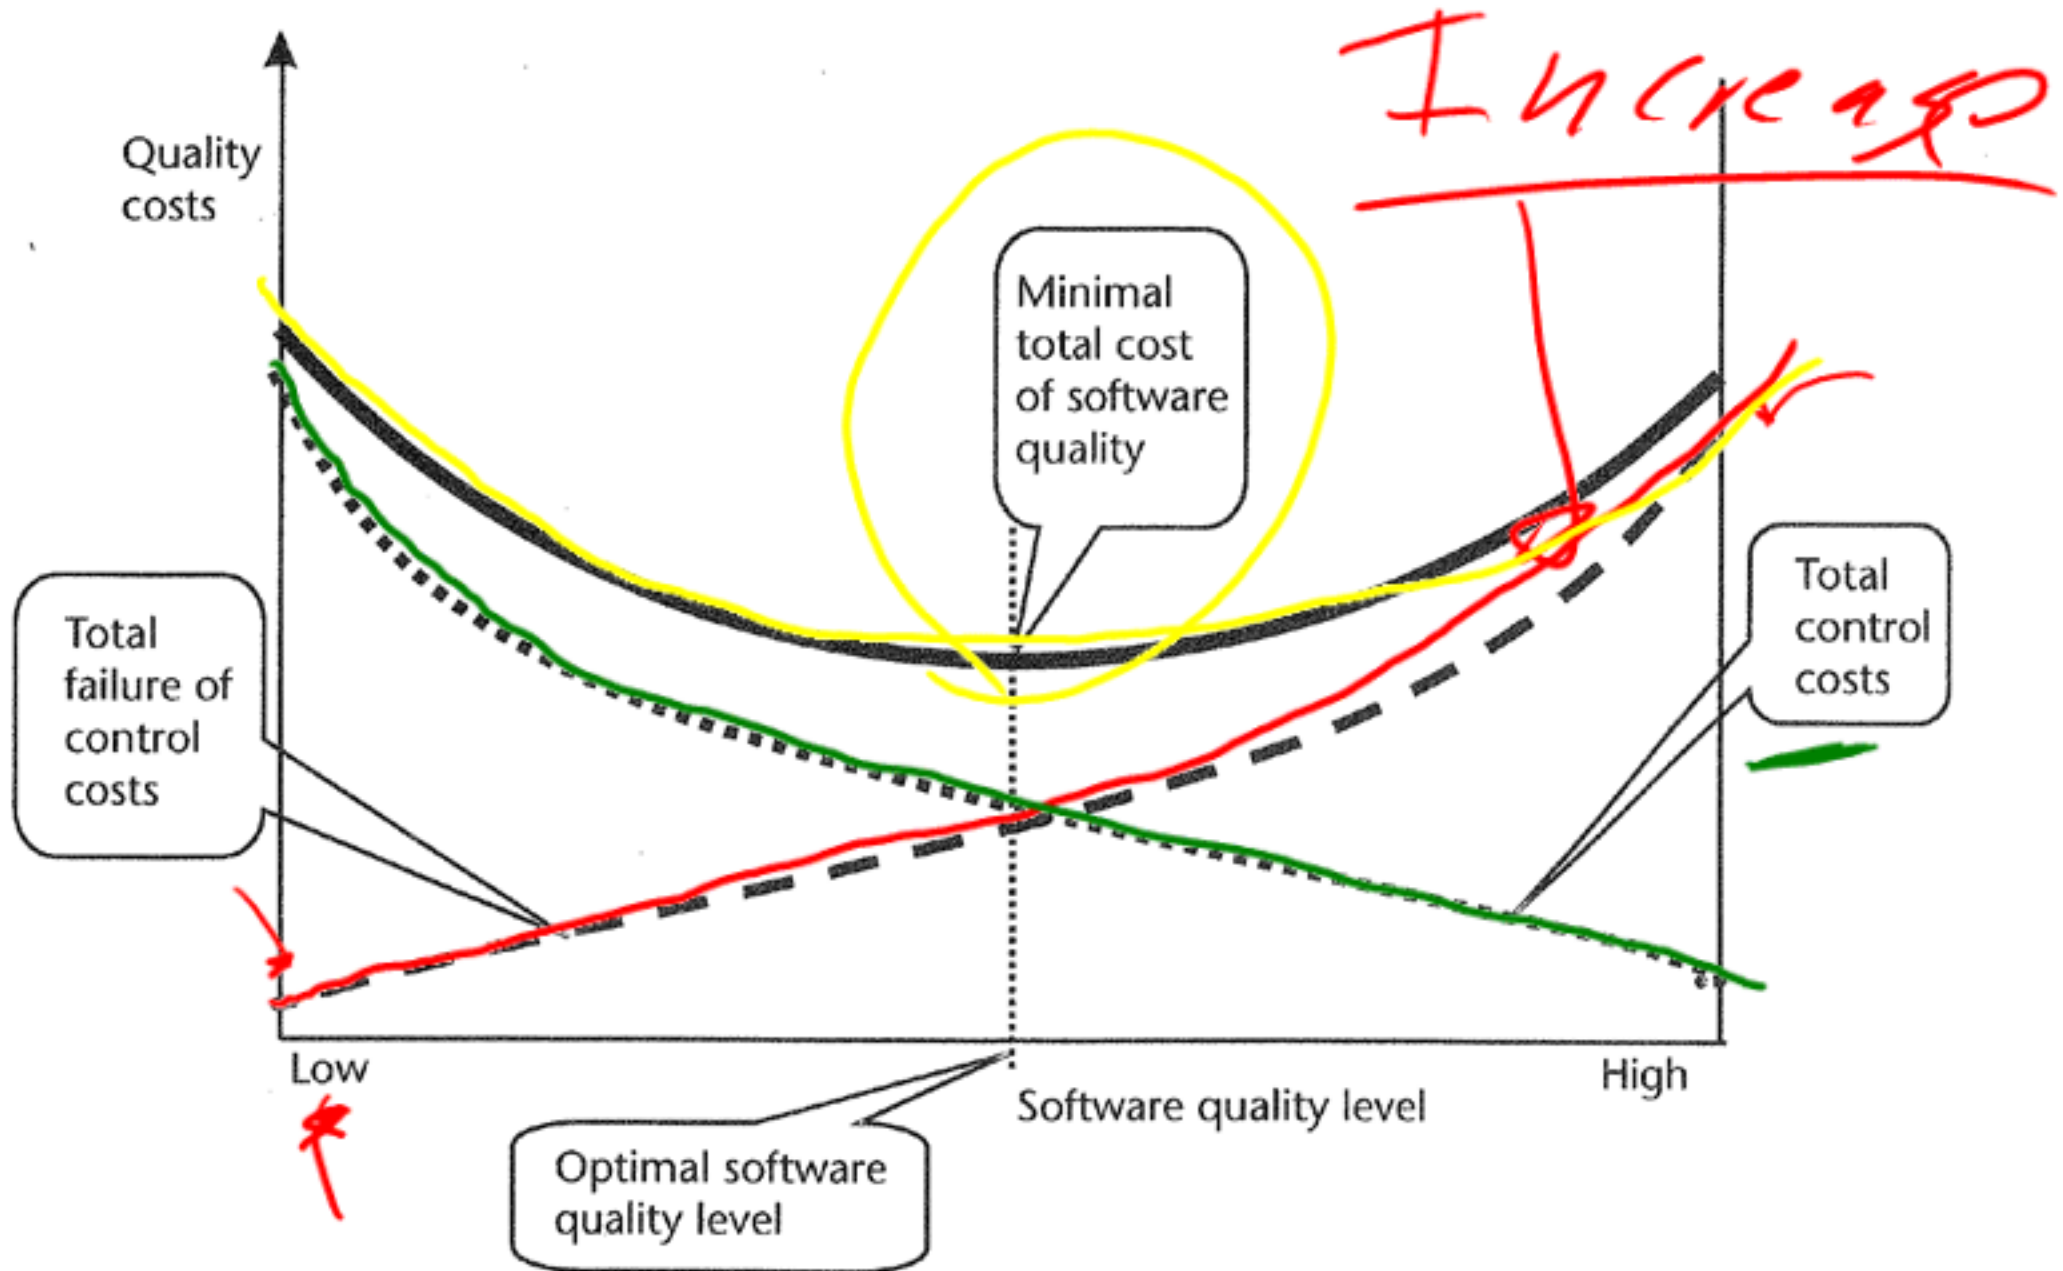 Increase
Quality
costs
Minimal
total cost
of software
quality
Total
failure of
control
costs
Total
control
costs
Low
High
Software quality level
Optimal software
quality level